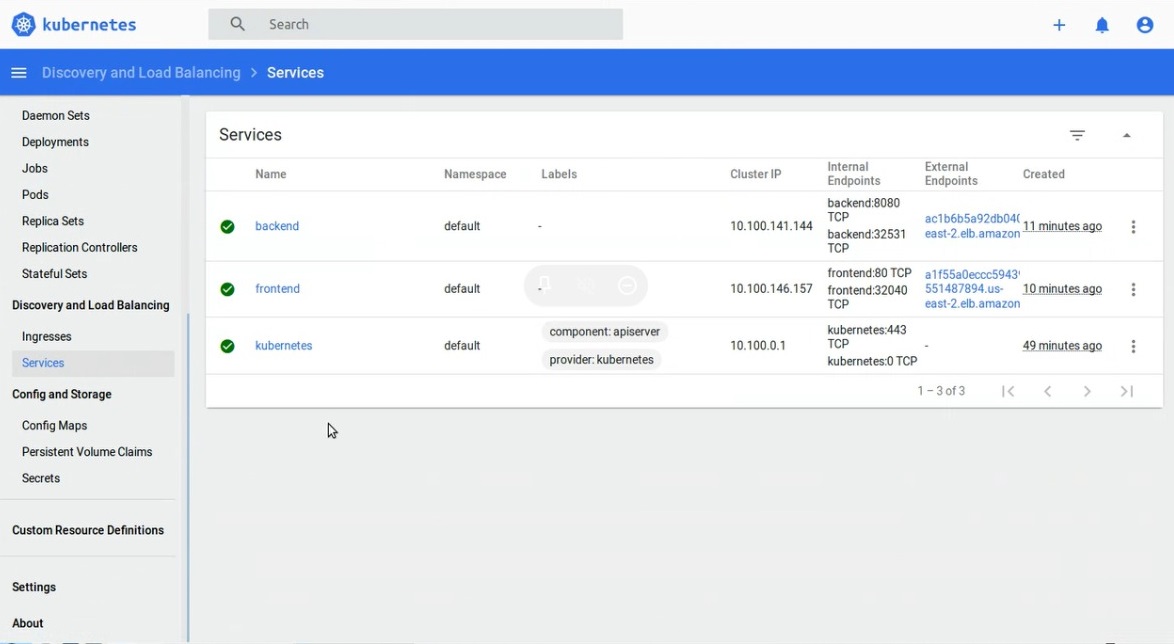 kubernetes
Search
Discovery and Load Balancing > Services
Daemon Sets
Deployments
Jobs
Pods
Replica Sets
Replication Controllers
Stateful Sets
Discovery and Load Balancing
Ingresses
Services
Config and Storage
Config Maps
Persistent Volume Claims
Secrets
Custom Resource Definitions
Settings
About
Services
Name Namespace Labels Cluster IP Internal Endpoints External Endpoints Created
backend default - 10.100.141.144
backend:8080
TCP
backend:32531
TCP
ac1b6b5a92db040
east-2.elb.amazon
11 minutes ago
frontend default - 10.100.146.157
frontend:80 TCP
frontend:32040
TCP
a1f55a0eccc5943
551487894.us-
east-2.elb.amazon
10 minutes ago
kubernetes default
component: apiserver
provider: kubernetes
10.100.0.1
kubernetes:443
TCP
kubernetes:0 TCP
-
49 minutes ago
1 – 3 of 3